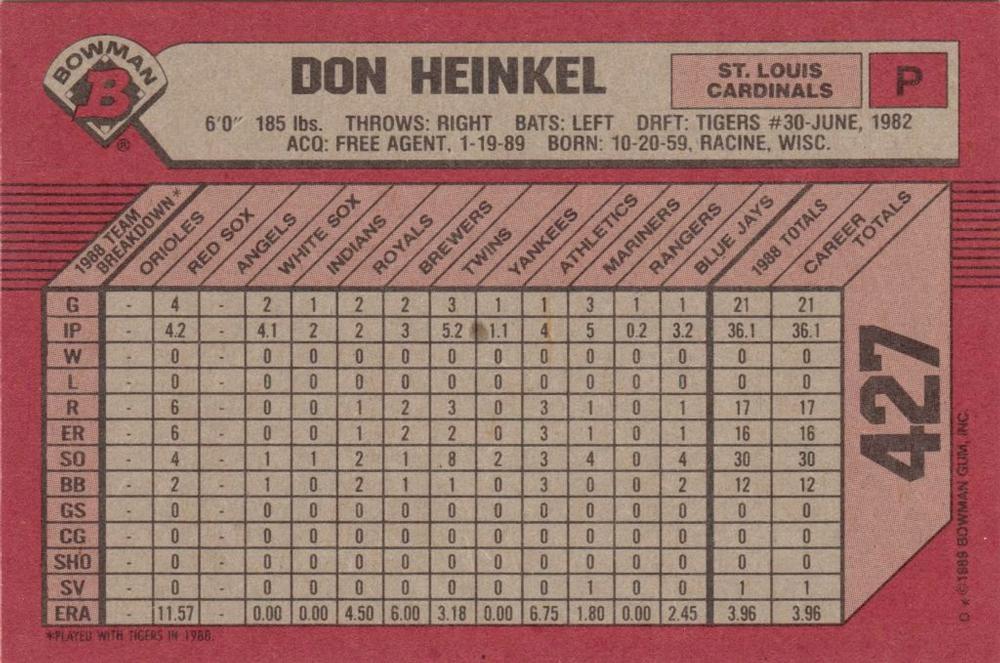 BOWMAN
B
®
DON HEINKEL
ST. LOUIS
CARDINALS
P
6'0" 185 lbs. THROWS: RIGHT BATS: LEFT DRFT: TIGERS #30-JUNE, 1982
ACQ: FREE AGENT, 1-19-89 BORN: 10-20-59, RACINE, WISC.
1988 TEAM
BREAKDOWN*
ORIOLES
RED SOX
ANGELS
WHITE SOX
INDIANS
ROYALS
BREWERS
TWINS
YANKEES
ATHLETICS
MARINERS
RANGERS
BLUE JAYS
1988 TOTALS
CAREER
TOTALS
G - 4 - 2 1 2 2 3 1 1 3 1 1 21 21
IP - 4.2 - 4.1 2 2 3 5.2 1.1 4 5 0.2 3.2 36.1 36.1
W - 0 - 0 0 0 0 0 0 0 0 0 0 0 0
L - 0 - 0 0 0 0 0 0 0 0 0 0 0 0
R - 6 - 0 0 1 2 3 0 3 1 0 1 17 17
ER - 6 - 0 0 1 2 2 0 3 1 0 1 16 16
SO - 4 - 1 1 2 1 8 2 3 4 0 4 30 30
BB - 2 - 1 0 2 1 1 0 3 0 0 2 12 12
GS - 0 - 0 0 0 0 0 0 0 0 0 0 0 0
CG - 0 - 0 0 0 0 0 0 0 0 0 0 0 0
SHO - 0 - 0 0 0 0 0 0 0 0 0 0 0 0
SV - 0 - 0 0 0 0 0 0 0 1 0 0 1 1
ERA - 11.57 - 0.00 0.00 4.50 6.00 3.18 0.00 6.75 1.80 0.00 2.45 3.96 3.96
427
*PLAYED WITH TIGERS IN 1988.
D * © 1989 BOWMAN GUM, INC.